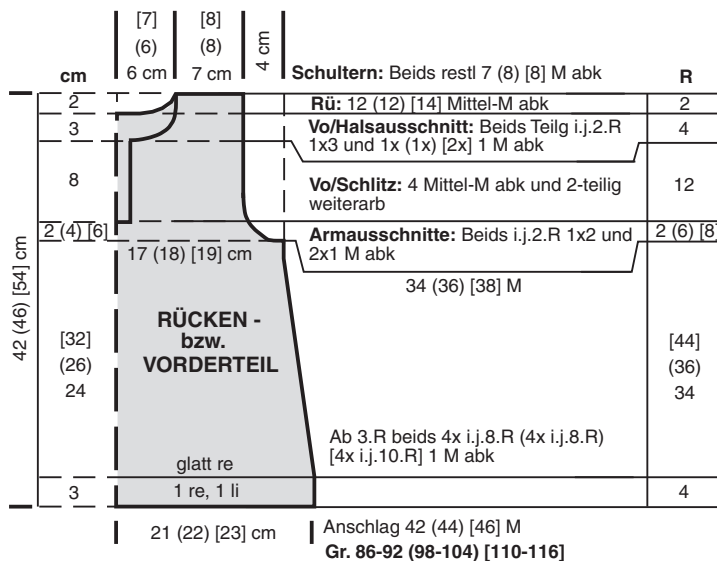 [7] [8]
(6) (8) 4 cm
cm 6 cm 7 cm Schultern: Beids restl 7 (8) [8] M abk R
2 Rü: 12 (12) [14] Mittel-M abk 2
3 Vo/Halsausschnitt: Beids Teilg i.j.2.R 4
1x3 und 1x (1x) [2x] 1 M abk
8 Vo/Schlitz: 4 Mittel-M abk und 2-teilig 12
weiterarb
2 (4) [6] Armausschnitte: Beids i.j.2.R 1x2 und 2 (6) [8]
17 (18) [19] cm 2x1 M abk
34 (36) [38] M
42 (46) [54] cm
RÜCKEN -
[32] bzw. [44]
(26) VORDERTEIL (36)
24 34
Ab 3.R beids 4x i.j.8.R (4x i.j.8.R)
glatt re [4x i.j.10.R] 1 M abk
3 1 re, 1 li 4
21 (22) [23] cm Anschlag 42 (44) [46] M
Gr. 86-92 (98-104) [110-116]